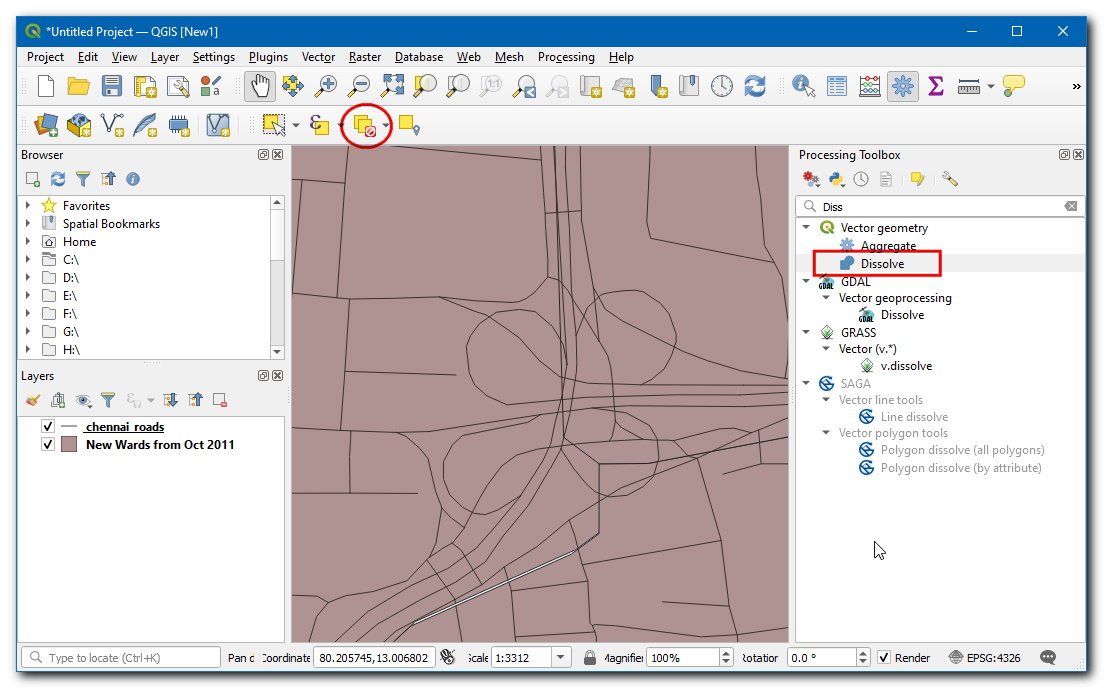 *Untitled Project — QGIS [New1]
Project Edit View Layer Settings Plugins Vector Raster Database Web Mesh Processing Help
1:1
a
»
Browser
Favorites
Spatial Bookmarks
Home
C:\
D:\
E:\
F:\
G:\
H:\
Layers
chennai_roads
New Wards from Oct 2011
Processing Toolbox
Diss
Vector geometry
Aggregate
Dissolve
GDAL
Vector geoprocessing
GDAL Dissolve
GRASS
Vector (v.*)
v.dissolve
SAGA
Vector line tools
Line dissolve
Vector polygon tools
Polygon dissolve (all polygons)
Polygon dissolve (by attribute)
Type to locate (Ctrl+K) Pan d Coordinate 80.205745,13.006802 Scale 1:3312 Magnifier 100% Rotation 0.0 ° Render EPSG:4326